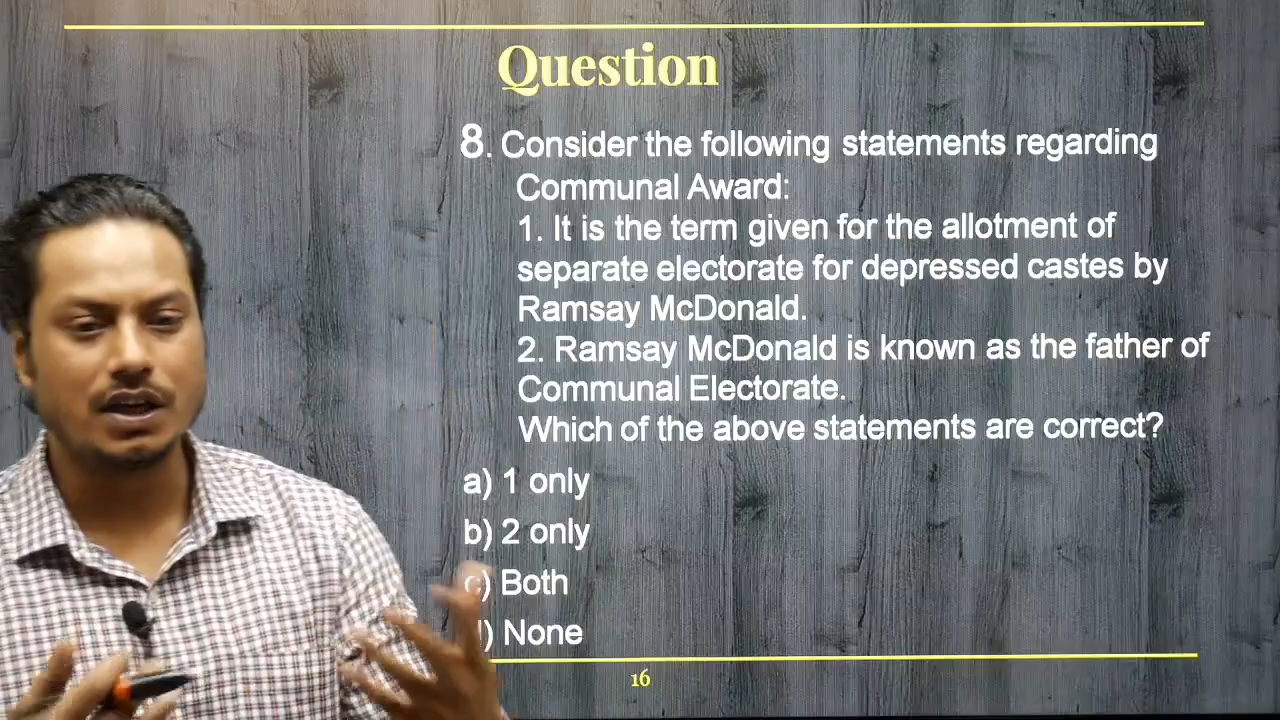 Question
8. Consider the following statements regarding
Communal Award:
1. It is the term given for the allotment of
separate electorate for depressed castes by
Ramsay McDonald.
2. Ramsay McDonald is known as the father of
Communal Electorate.
Which of the above statements are correct?
a) 1 only
b) 2 only
c) Both
) None
16